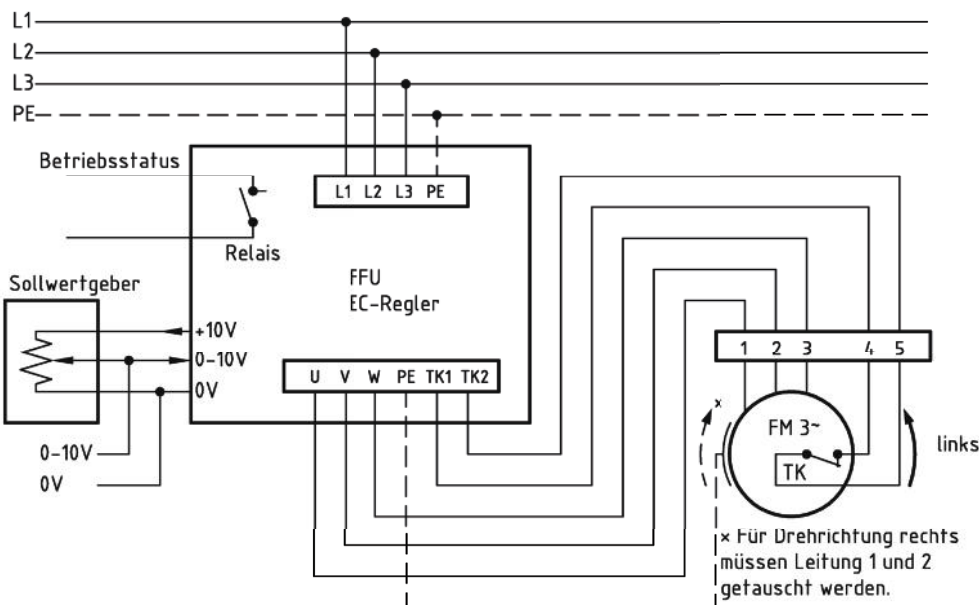 L1
L2
L3
PE
Betriebsstatus
L1 L2 L3 PE
Relais
Sollwertgeber
FFU
EC-Regler
+10V
0-10V
0V
U V W PE TK1 TK2
1 2 3 4 5
×
FM 3~
TK
links
0-10V
0V
× Für Drehrichtung rechts
müssen Leitung 1 und 2
getauscht werden.